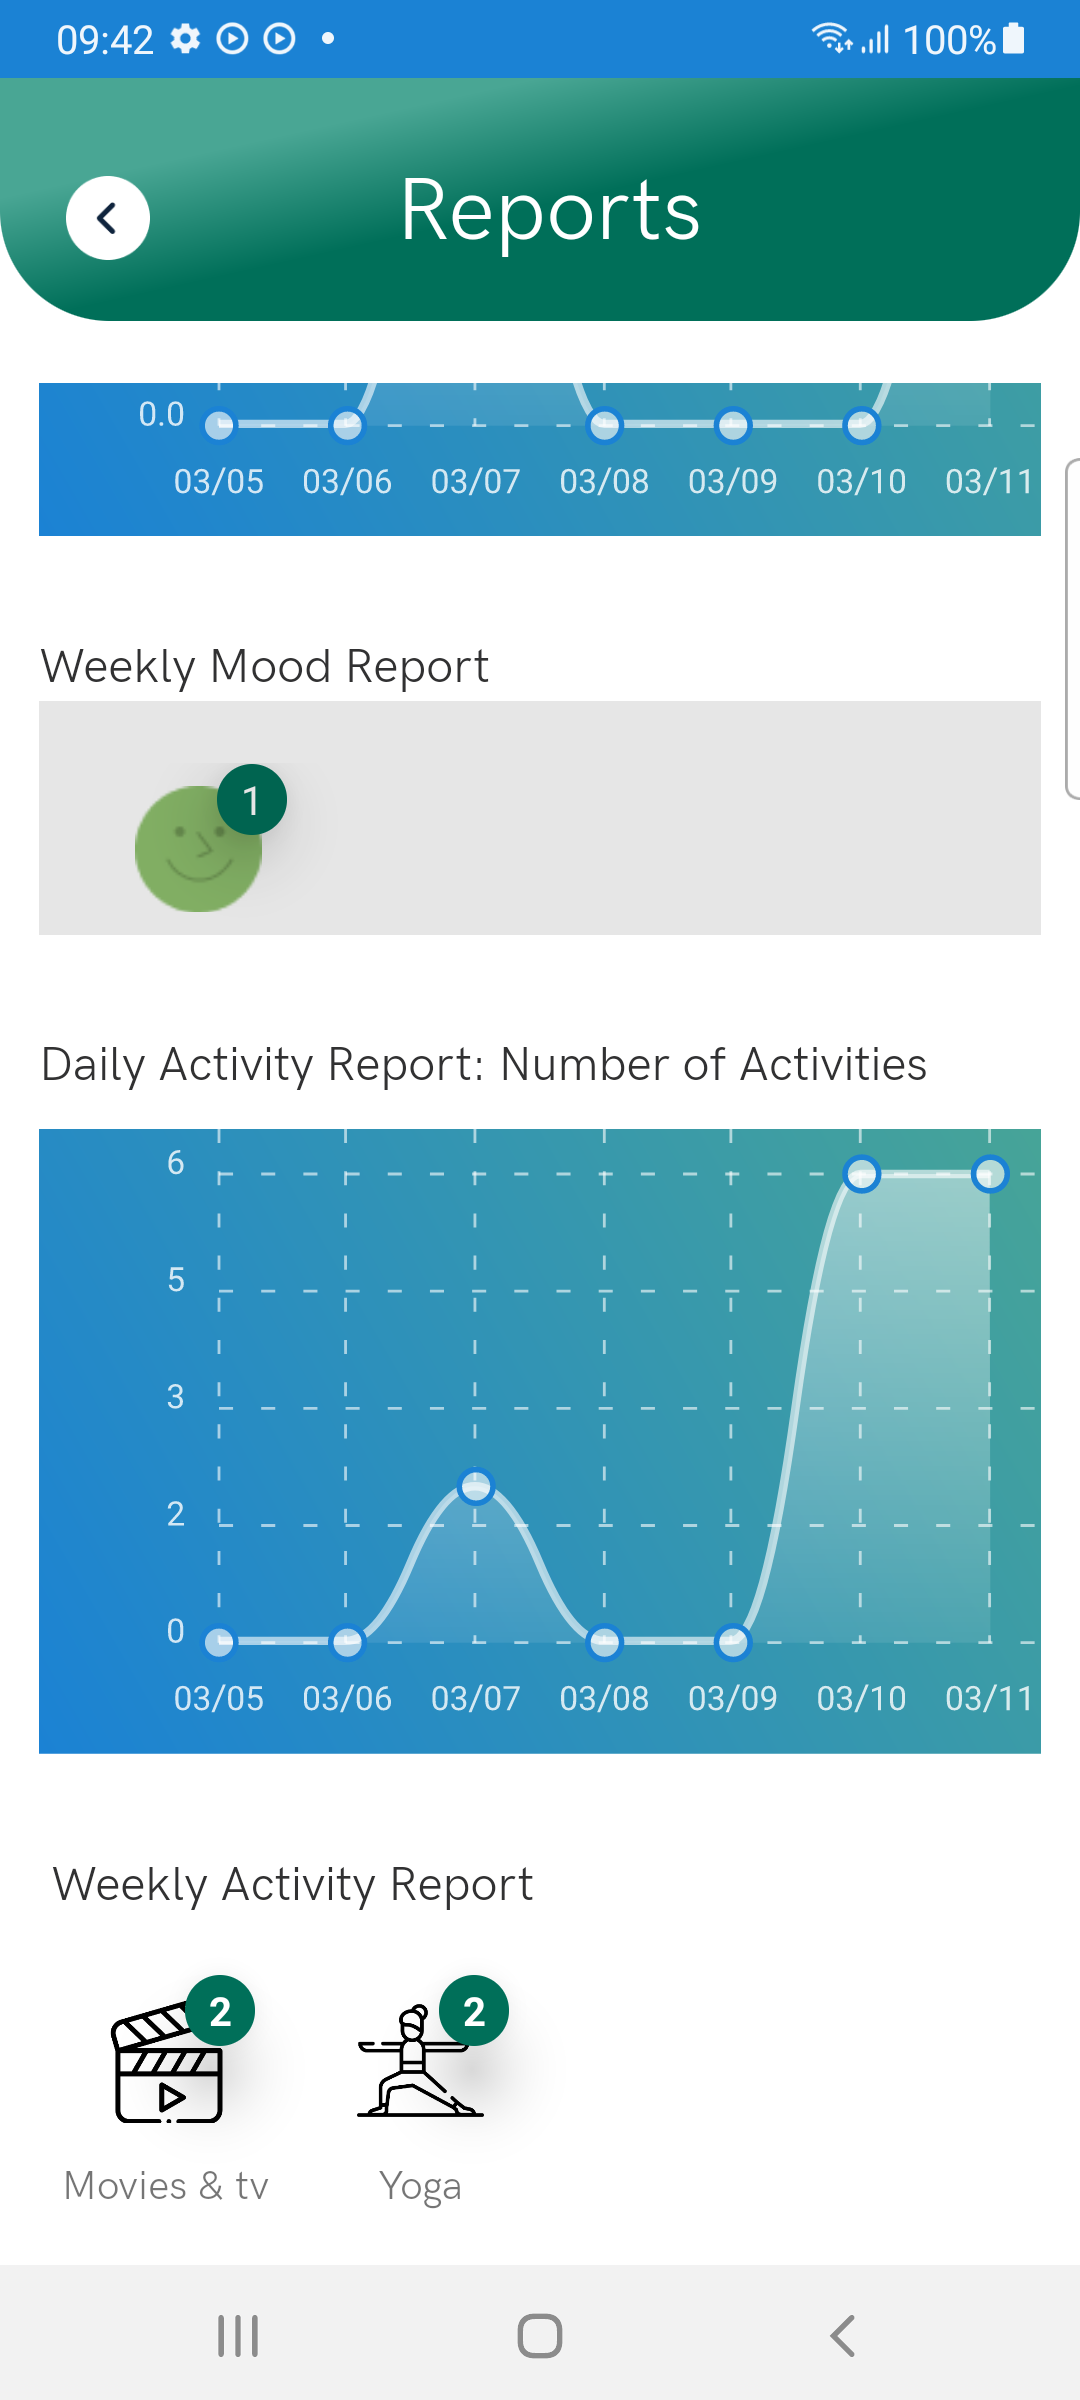 09:42 100%
Reports
0.0
03/05 03/06 03/07 03/08 03/09 03/10 03/11
Weekly Mood Report
1
Daily Activity Report: Number of Activities
6
5
3
2
0
03/05 03/06 03/07 03/08 03/09 03/10 03/11
Weekly Activity Report
2 2
Movies & tv Yoga